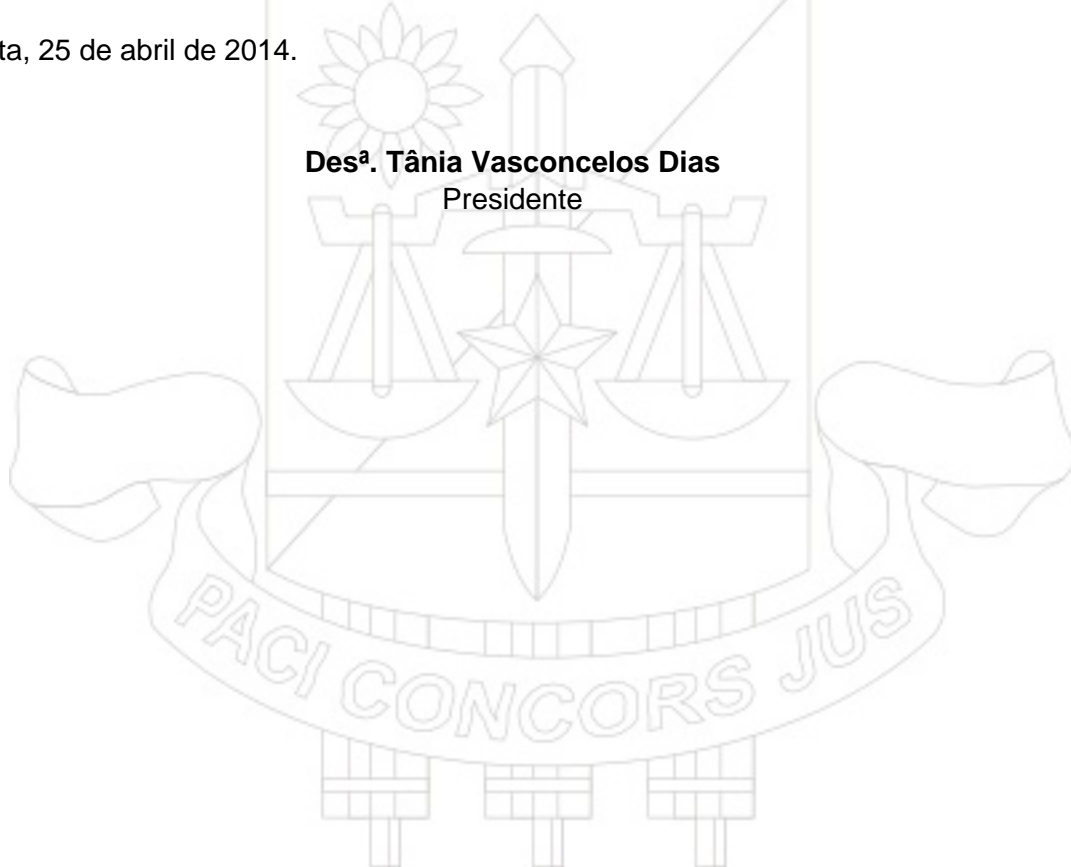 ta, 25 de abril de 2014.
Desª. Tânia Vasconcelos Dias
Presidente
PACI CONCORS JUS